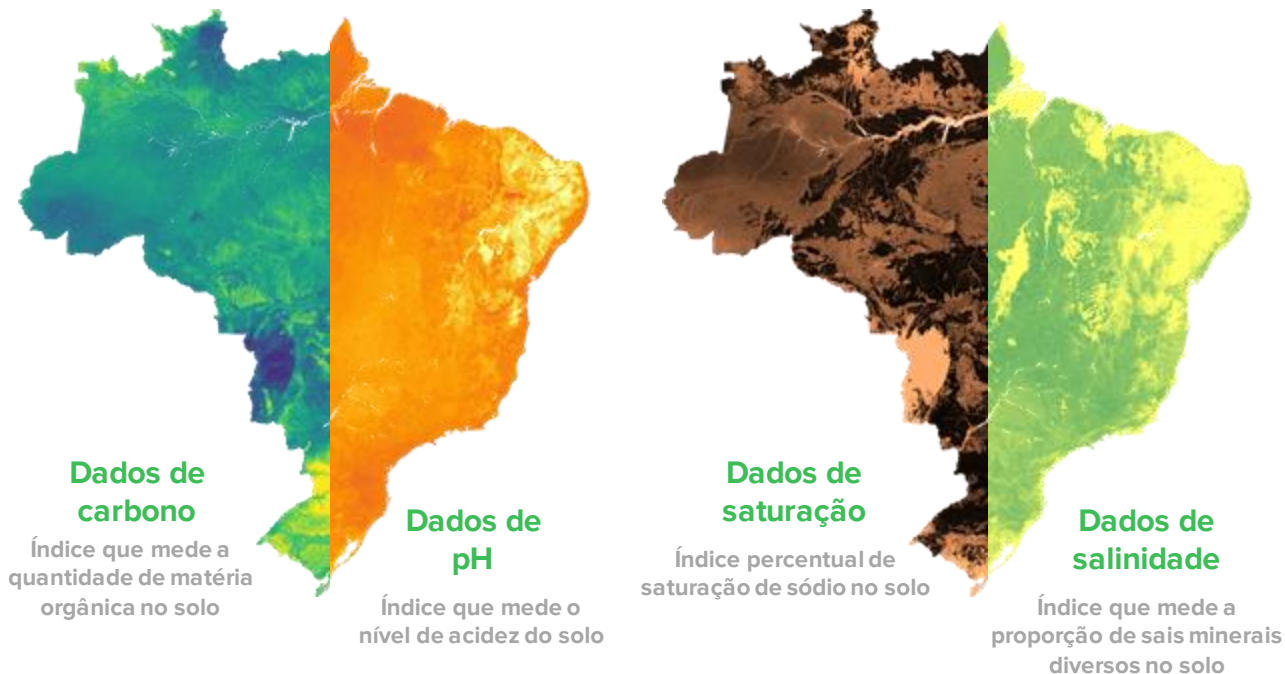 Dados de
carbono
Índice que mede a
quantidade de matéria
orgânica no solo
Dados de
pH
Índice que mede o
nível de acidez do solo
Dados de
saturação
Índice percentual de
saturação de sódio no solo
Dados de
salinidade
Índice que mede a
proporção de sais minerais
diversos no solo